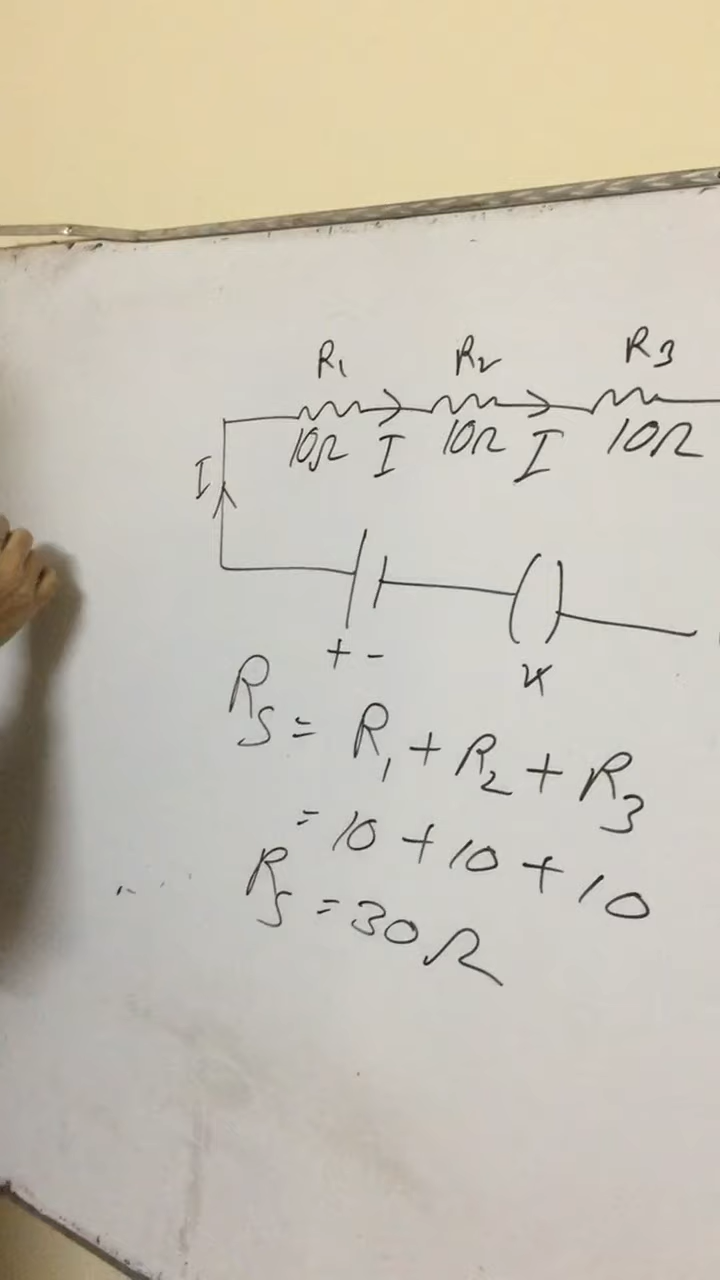 R₁ R₂ R3
10Ω I 10Ω I 10Ω
I
+ -
K
Rs = R₁ + R₂ + R₃
= 10 + 10 + 10
Rs = 30Ω